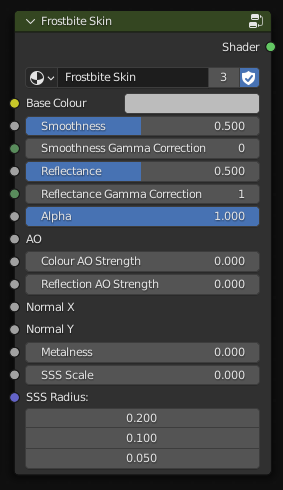 Frostbite Skin
Shader
Frostbite Skin 3
Base Colour
Smoothness 0.500
Smoothness Gamma Correction 0
Reflectance 0.500
Reflectance Gamma Correction 1
Alpha 1.000
AO
Colour AO Strength 0.000
Reflection AO Strength 0.000
Normal X
Normal Y
Metalness 0.000
SSS Scale 0.000
SSS Radius:
0.200
0.100
0.050